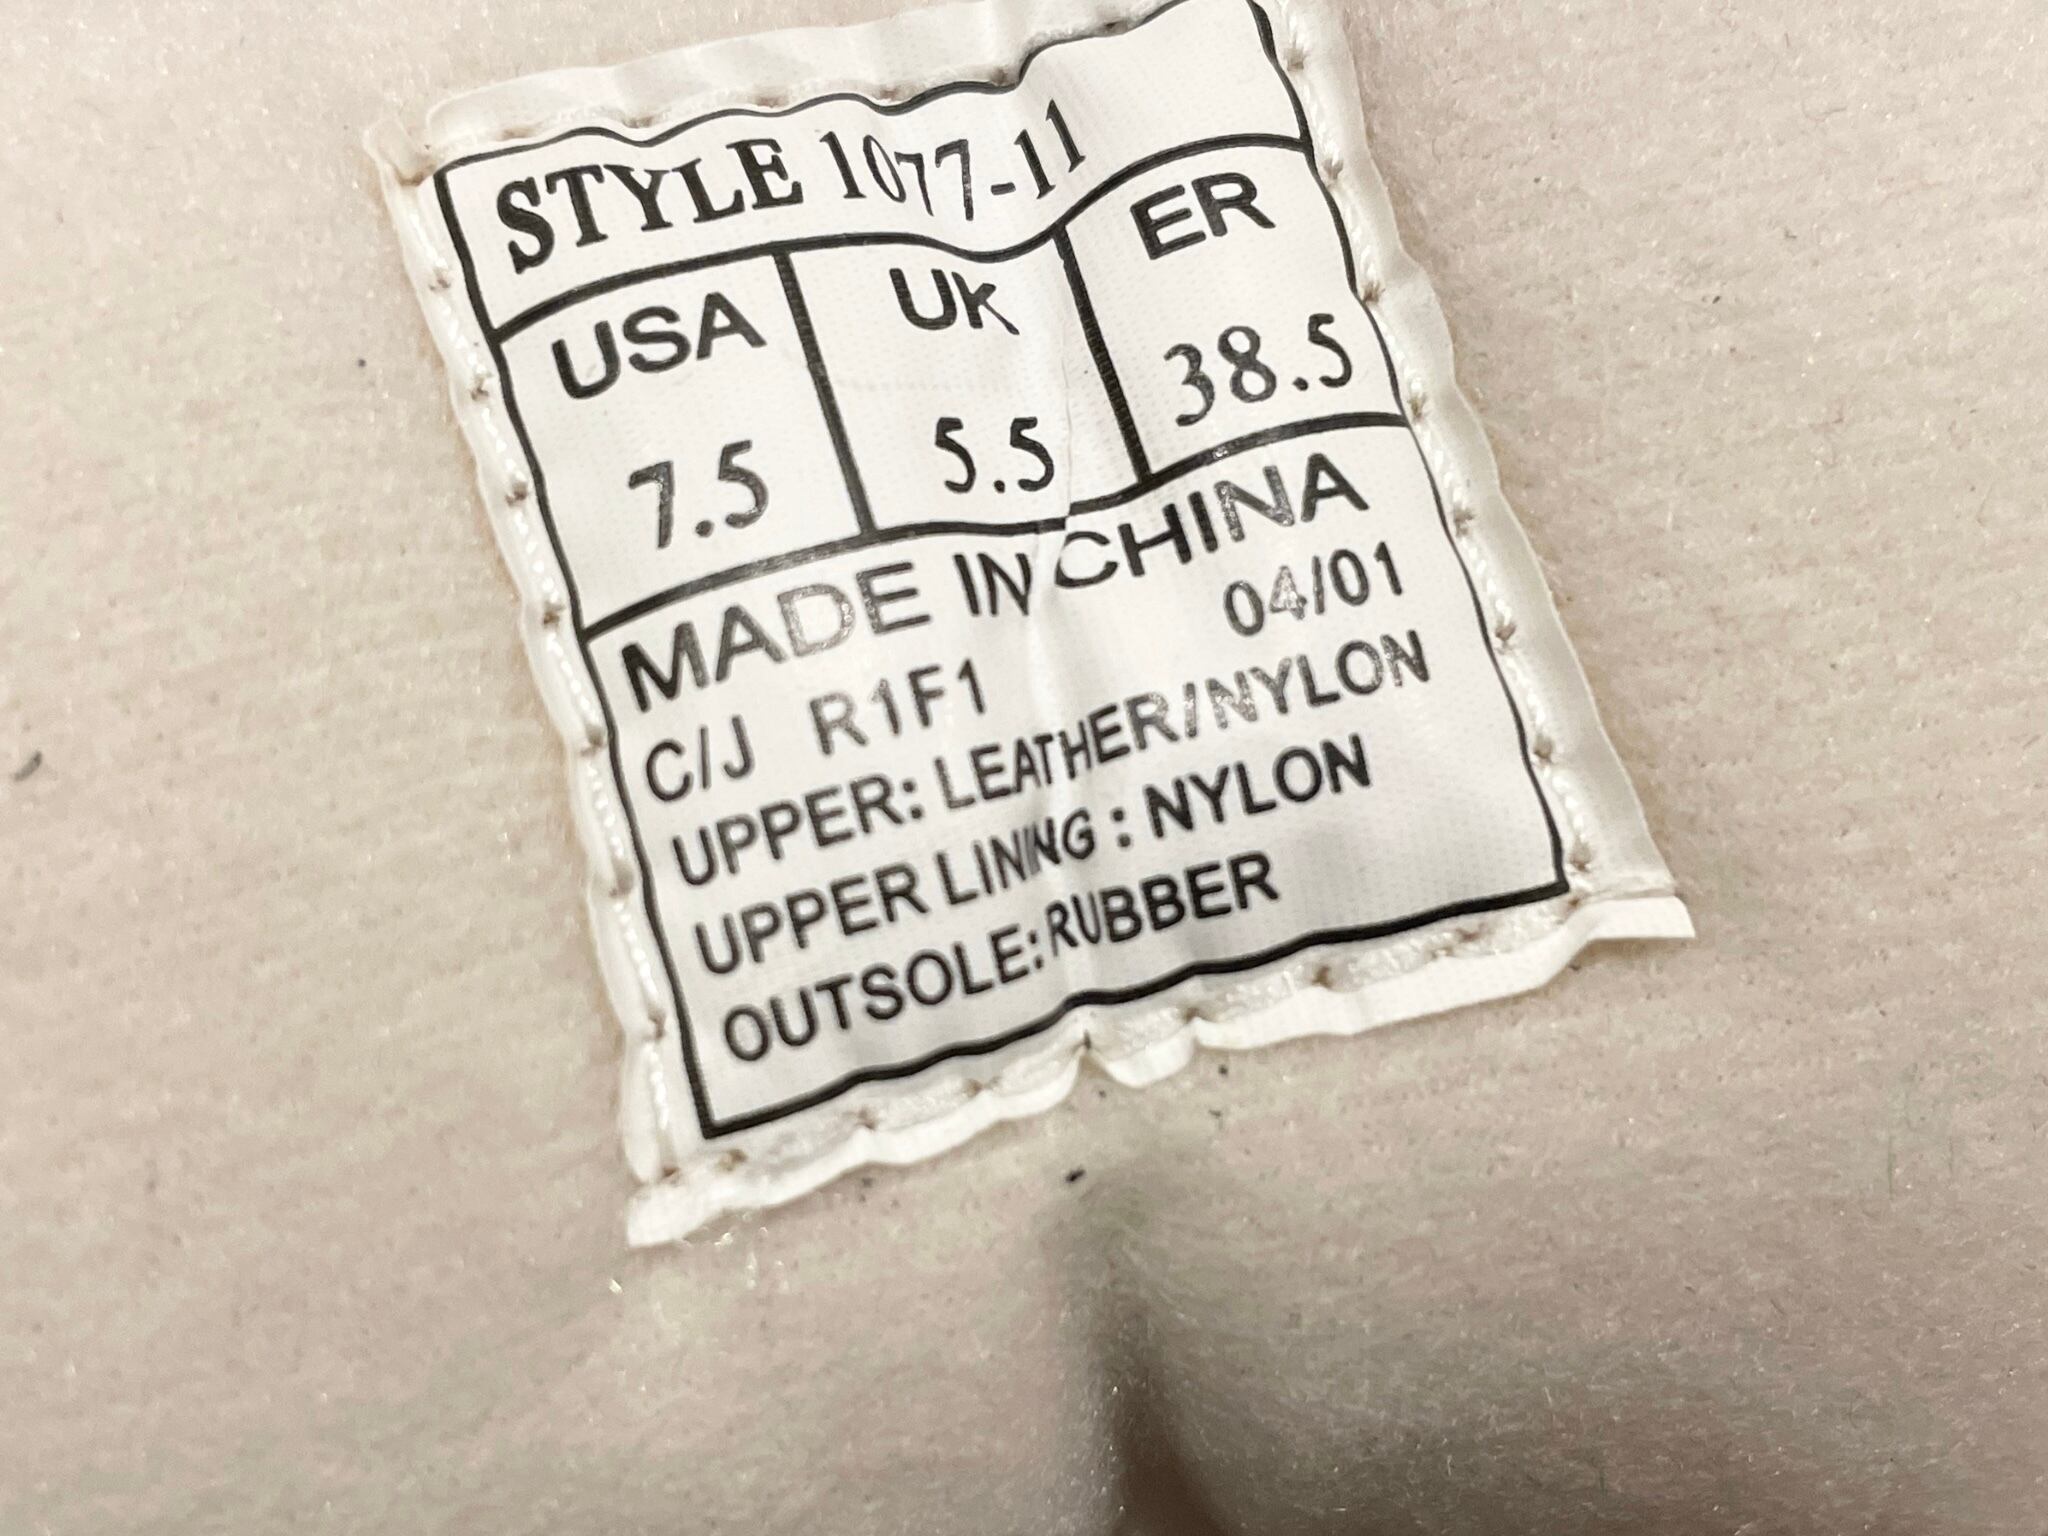 STYLE 1077-11
USA UK ER
7.5 5.5 38.5
MADE IN CHINA
C/J R1F1 04/01
UPPER: LEATHER/NYLON
UPPER LINING : NYLON
OUTSOLE: RUBBER